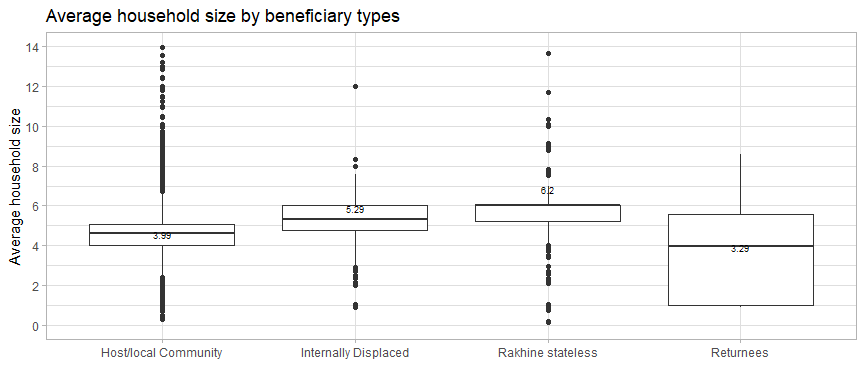 Average household size by beneficiary types
Average household size
14
12
10
8
6
4
2
0
3.99
5.29
6.2
3.29
Host/local Community
Internally Displaced
Rakhine stateless
Returnees